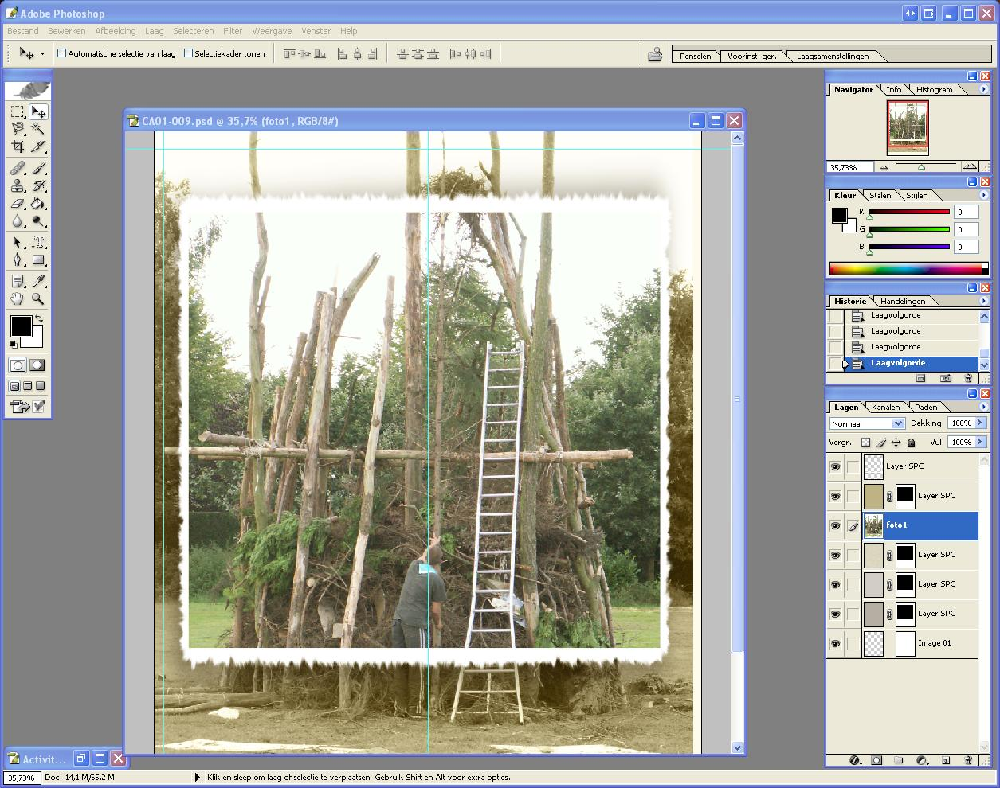 Adobe Photoshop
Bestand Bewerken Afbeelding Laag Selecteren Filter Weergave Venster Help
Automatische selectie van laag Selectiekader tonen Penselen Voorinst. ger. Laagsamenstellingen
CA01-009.psd @ 35,7% (foto1, RGB/8#)
Navigator Info Histogram
35,73%
Kleur Stalen Stijlen
R 0
G 0
B 0
Historie Handelingen
Laagvolgorde
Laagvolgorde
Laagvolgorde
Laagvolgorde
Lagen Kanalen Paden
Normaal Dekking: 100%
Vergr.: Vul: 100%
Layer SPC
Layer SPC
foto1
Layer SPC
Layer SPC
Layer SPC
Image 01
Activit...
35,73% Doc: 14,1 M/65,2 M Klik en sleep om laag of selectie te verplaatsen Gebruik Shift en Alt voor extra opties.